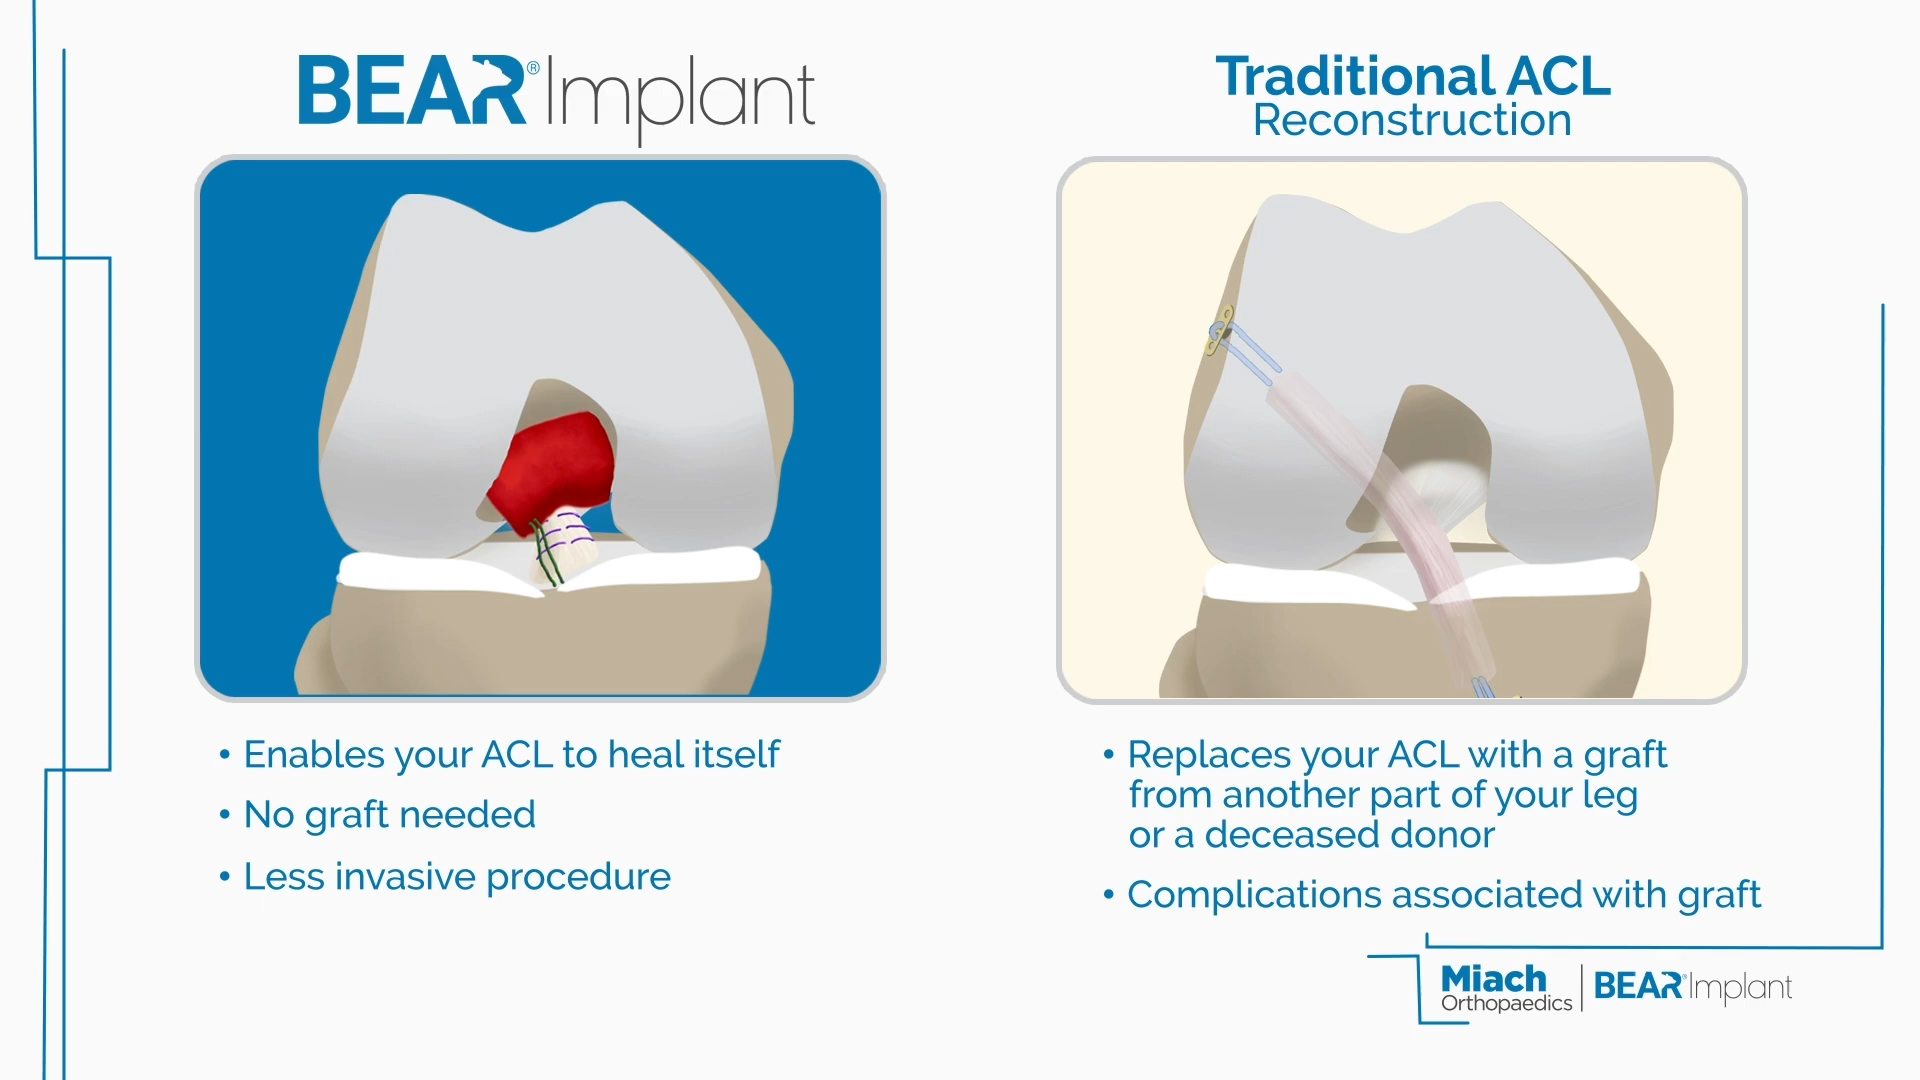 BEAR® Implant
• Enables your ACL to heal itself
• No graft needed
• Less invasive procedure
Traditional ACL
Reconstruction
• Replaces your ACL with a graft
from another part of your leg
or a deceased donor
• Complications associated with graft
Miach
Orthopaedics
BEAR® Implant